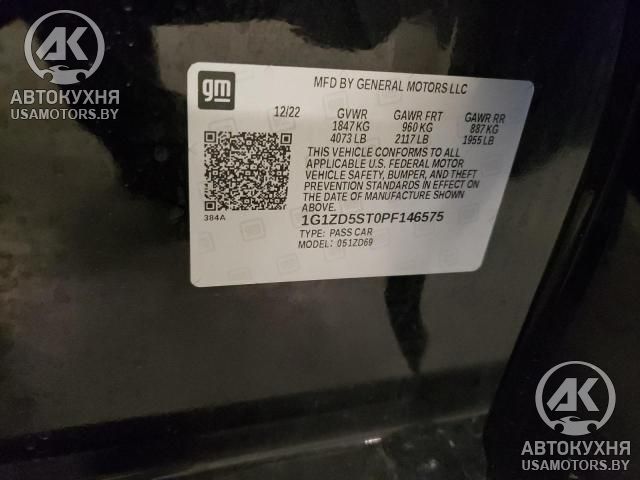 AK
АВТОКУХНЯ
USAMOTORS.BY
gm
MFD BY GENERAL MOTORS LLC
12/22 GVWR GAWR FRT GAWR RR
1847 KG 960 KG 887 KG
4073 LB 2117 LB 1955 LB
THIS VEHICLE CONFORMS TO ALL
APPLICABLE U.S. FEDERAL MOTOR
VEHICLE SAFETY, BUMPER, AND THEFT
PREVENTION STANDARDS IN EFFECT ON
THE DATE OF MANUFACTURE SHOWN
ABOVE.
384A
1G1ZD5ST0PF146575
TYPE: PASS CAR
MODEL: 051ZD69
AK
АВТОКУХНЯ
USAMOTORS.BY